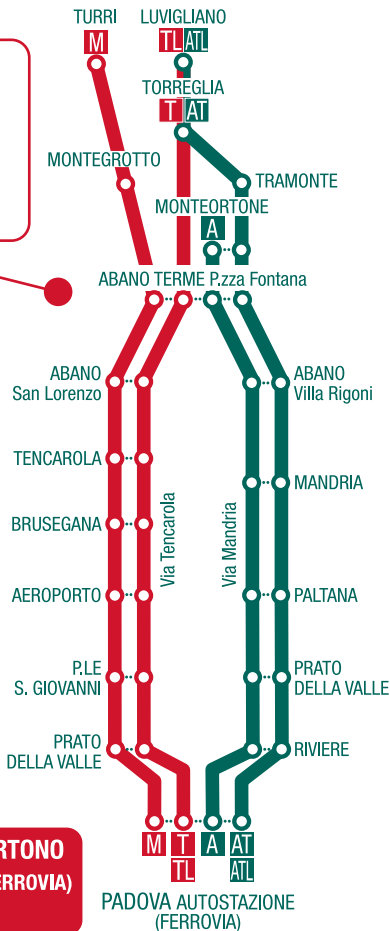 TURRI
M
LUVIGLIANO
TL ATL
TORREGLIA
T AT
MONTEGROTTO
TRAMONTE
MONTEORTONE
A
ABANO TERME P.zza Fontana
ABANO
San Lorenzo
ABANO
Villa Rigoni
TENCAROLA
MANDRIA
BRUSEGANA
Via Tencarola
Via Mandria
AEROPORTO
PALTANA
P.LE
S. GIOVANNI
PRATO
DELLA VALLE
PRATO
DELLA VALLE
RIVIERE
M T A AT
TL ATL
RTONO
ERROVIA)
PADOVA AUTOSTAZIONE
(FERROVIA)